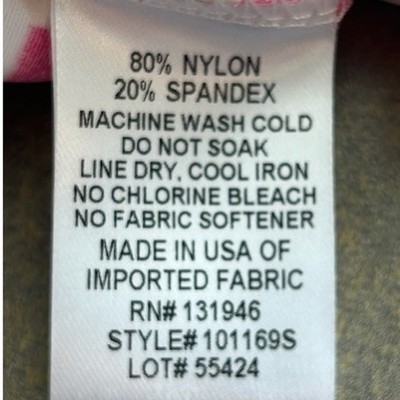 80% NYLON
20% SPANDEX
MACHINE WASH COLD
DO NOT SOAK
LINE DRY, COOL IRON
NO CHLORINE BLEACH
NO FABRIC SOFTENER
MADE IN USA OF
IMPORTED FABRIC
RN# 131946
STYLE# 101169S
LOT# 55424